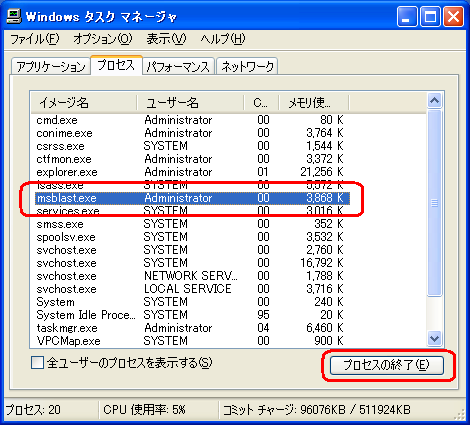 Windows タスク マネージャ
ファイル(F) オプション(O) 表示(V) ヘルプ(H)
アプリケーション プロセス パフォーマンス ネットワーク
イメージ名 ユーザー名 C... メモリ使...
cmd.exe Administrator 00 80 K
conime.exe Administrator 00 3,764 K
csrss.exe SYSTEM 00 1,544 K
ctfmon.exe Administrator 00 3,372 K
explorer.exe Administrator 01 21,256 K
lsass.exe SYSTEM 00 5,572 K
msblast.exe Administrator 00 3,868 K
services.exe SYSTEM 00 3,016 K
smss.exe SYSTEM 00 352 K
spoolsv.exe SYSTEM 00 3,532 K
svchost.exe SYSTEM 00 2,760 K
svchost.exe SYSTEM 00 16,792 K
svchost.exe NETWORK SERV... 00 1,788 K
svchost.exe LOCAL SERVICE 00 3,716 K
System SYSTEM 00 240 K
System Idle Proce... SYSTEM 95 20 K
taskmgr.exe Administrator 04 6,460 K
VPCMap.exe SYSTEM 00 900 K
全ユーザーのプロセスを表示する(S) プロセスの終了(E)
プロセス: 20 CPU 使用率: 5% コミット チャージ: 96076KB / 511924KB